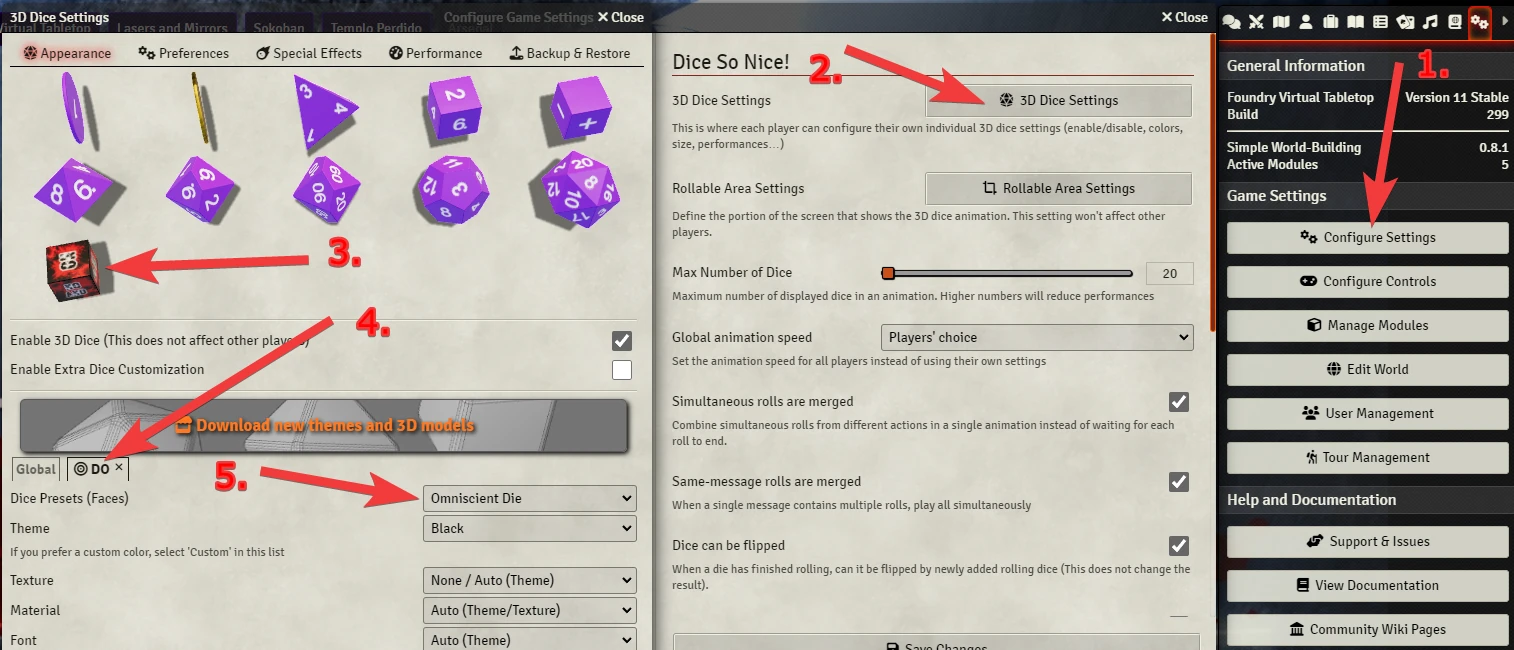 3D Dice Settings
Configure Game Settings
Close
Virtual Tabletop
Lasers and Mirrors
Sokoban
Templo Perdido
Appearance
Preferences
Special Effects
Performance
Backup & Restore
3.
4.
Enable 3D Dice (This does not affect other players)
Enable Extra Dice Customization
Download new themes and 3D models
Global
DO ×
5.
Dice Presets (Faces)
Omniscient Die
Theme
Black
If you prefer a custom color, select 'Custom' in this list
Texture
None / Auto (Theme)
Material
Auto (Theme/Texture)
Font
Auto (Theme)
Close
Dice So Nice!
2.
3D Dice Settings
3D Dice Settings
This is where each player can configure their own individual 3D dice settings (enable/disable, colors,
size, performances...)
Rollable Area Settings
Rollable Area Settings
Define the portion of the screen that shows the 3D dice animation. This setting won't affect other
players.
Max Number of Dice
20
Maximum number of displayed dice in an animation. Higher numbers will reduce performances
Global animation speed
Players' choice
Set the animation speed for all players instead of using their own settings
Simultaneous rolls are merged
Combine simultaneous rolls from different actions in a single animation instead of waiting for each
roll to end.
Same-message rolls are merged
When a single message contains multiple rolls, play all simultaneously
Dice can be flipped
When a die has finished rolling, can it be flipped by newly added rolling dice (This does not change the
result).
Save Changes
1.
General Information
Foundry Virtual Tabletop
Build
Version 11 Stable
299
Simple World-Building
0.8.1
Active Modules
5
Game Settings
Configure Settings
Configure Controls
Manage Modules
Edit World
User Management
Tour Management
Help and Documentation
Support & Issues
View Documentation
Community Wiki Pages